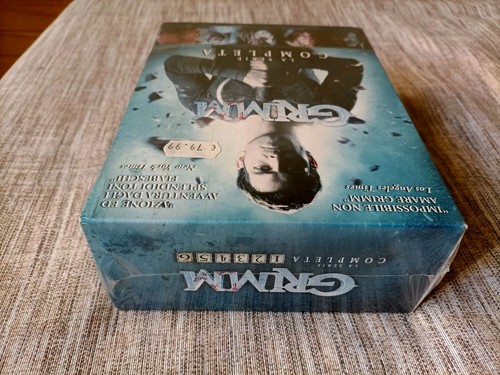 GRIMM
LA SERIE
COMPLETA 1 2 3 4 5 6
"IMPOSSIBILE NON
AMARE GRIMM"
Los Angeles Times
"AZIONE ED
AVVENTURA DAGLI
SPLENDIDI TONI
FIABESCHI"
New York Times
€ 79.99
GRIMM
LA SERIE
COMPLETA